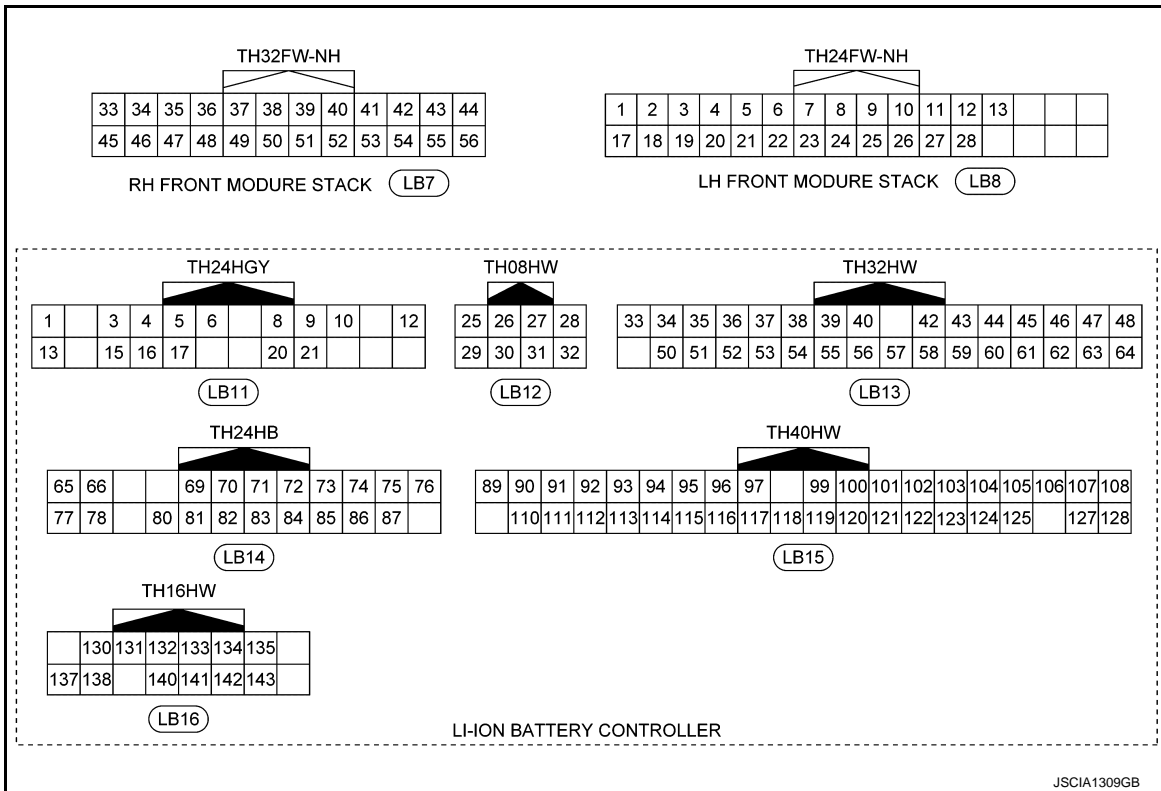 TH32FW-NH
33 34 35 36 37 38 39 40 41 42 43 44
45 46 47 48 49 50 51 52 53 54 55 56
RH FRONT MODURE STACK LB7
TH24FW-NH
1 2 3 4 5 6 7 8 9 10 11 12 13
17 18 19 20 21 22 23 24 25 26 27 28
LH FRONT MODURE STACK LB8
TH24HGY
1 3 4 5 6 8 9 10 12
13 15 16 17 20 21
LB11
TH08HW
25 26 27 28
29 30 31 32
LB12
TH32HW
33 34 35 36 37 38 39 40 42 43 44 45 46 47 48
50 51 52 53 54 55 56 57 58 59 60 61 62 63 64
LB13
TH24HB
65 66 69 70 71 72 73 74 75 76
77 78 80 81 82 83 84 85 86 87
LB14
TH40HW
89 90 91 92 93 94 95 96 97 99 100 101 102 103 104 105 106 107 108
110 111 112 113 114 115 116 117 118 119 120 121 122 123 124 125 127 128
LB15
TH16HW
130 131 132 133 134 135
137 138 140 141 142 143
LB16
LI-ION BATTERY CONTROLLER
JSCIA1309GB